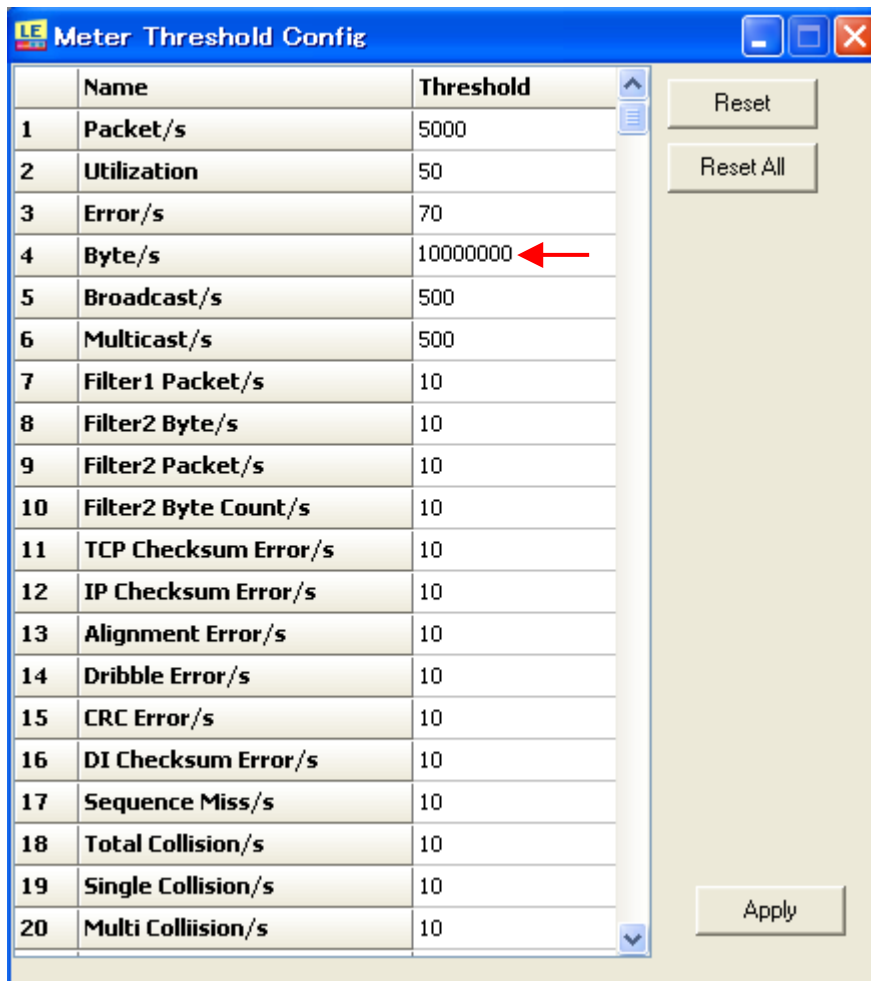 LE Meter Threshold Config
Name Threshold
1 Packet/s 5000
2 Utilization 50
3 Error/s 70
4 Byte/s 10000000
5 Broadcast/s 500
6 Multicast/s 500
7 Filter1 Packet/s 10
8 Filter2 Byte/s 10
9 Filter2 Packet/s 10
10 Filter2 Byte Count/s 10
11 TCP Checksum Error/s 10
12 IP Checksum Error/s 10
13 Alignment Error/s 10
14 Dribble Error/s 10
15 CRC Error/s 10
16 DI Checksum Error/s 10
17 Sequence Miss/s 10
18 Total Collision/s 10
19 Single Collision/s 10
20 Multi Colliision/s 10
Reset
Reset All
Apply